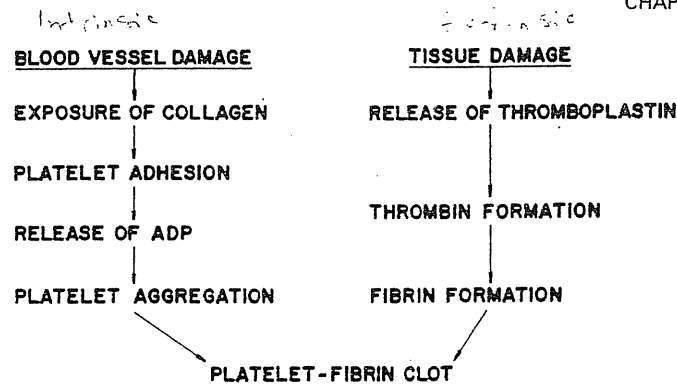 CHAP
Intrinsic
BLOOD VESSEL DAMAGE
EXPOSURE OF COLLAGEN
PLATELET ADHESION
RELEASE OF ADP
PLATELET AGGREGATION
TISSUE DAMAGE
RELEASE OF THROMBOPLASTIN
THROMBIN FORMATION
FIBRIN FORMATION
PLATELET-FIBRIN CLOT